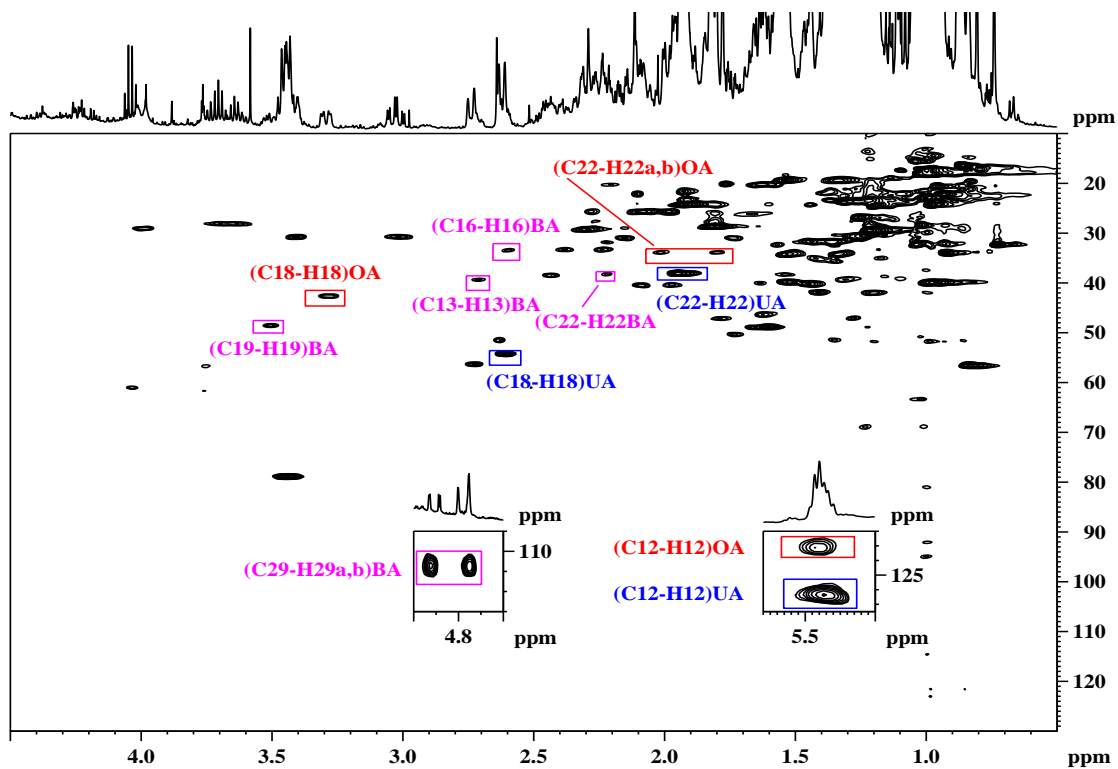 ppm
20
30
40
50
60
70
80
90
100
110
120
(C22-H22a,b)OA
(C16-H16)BA
(C18-H18)OA
(C13-H13)BA
(C22-H22BA
(C22-H22)UA
(C19-H19)BA
(C18-H18)UA
ppm
ppm
(C29-H29a,b)BA
110
(C12-H12)OA
125
(C12-H12)UA
4.8
ppm
5.5
ppm
4.0
3.5
3.0
2.5
2.0
1.5
1.0
ppm